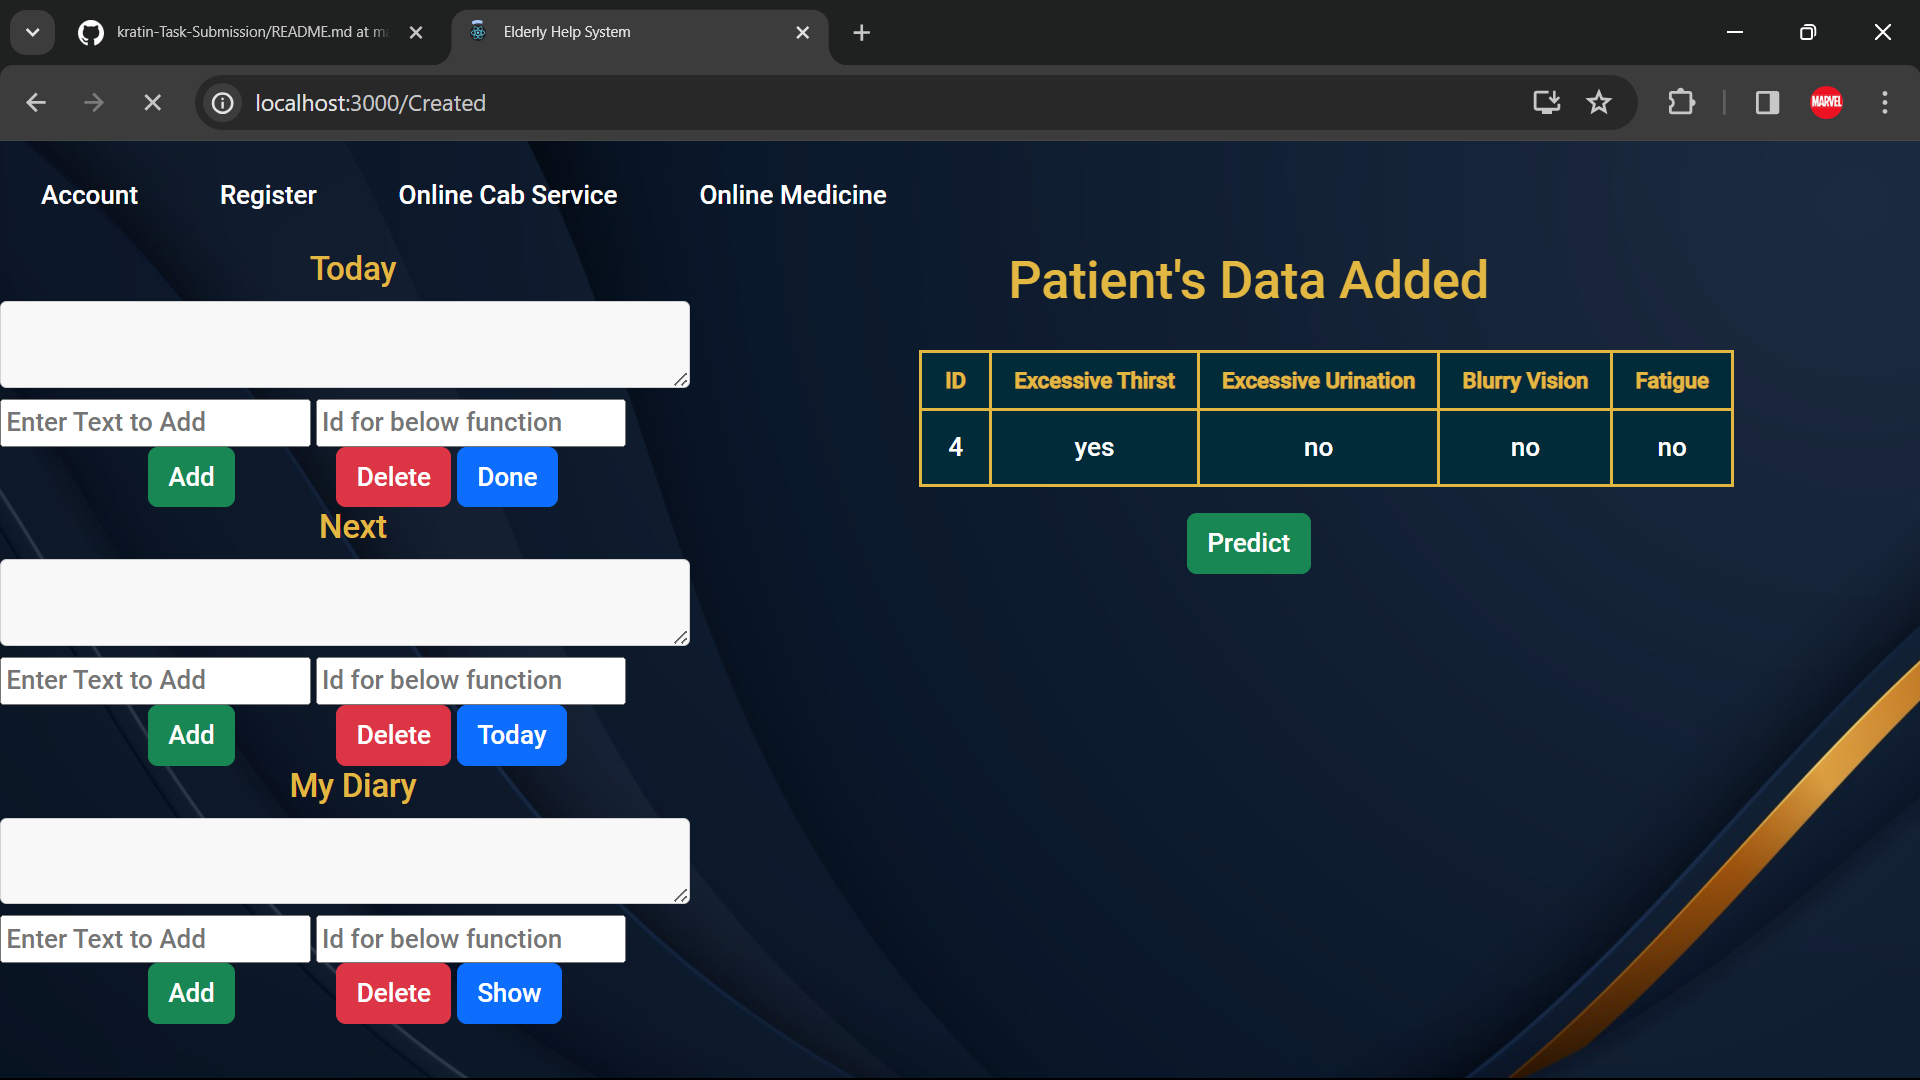 kratin-Task-Submission/README.md at m
Elderly Help System
localhost:3000/Created
MARVEL
Account Register Online Cab Service Online Medicine
Today
Enter Text to Add Id for below function
Add Delete Done
Next
Enter Text to Add Id for below function
Add Delete Today
My Diary
Enter Text to Add Id for below function
Add Delete Show
Patient's Data Added
ID Excessive Thirst Excessive Urination Blurry Vision Fatigue
4 yes no no no
Predict